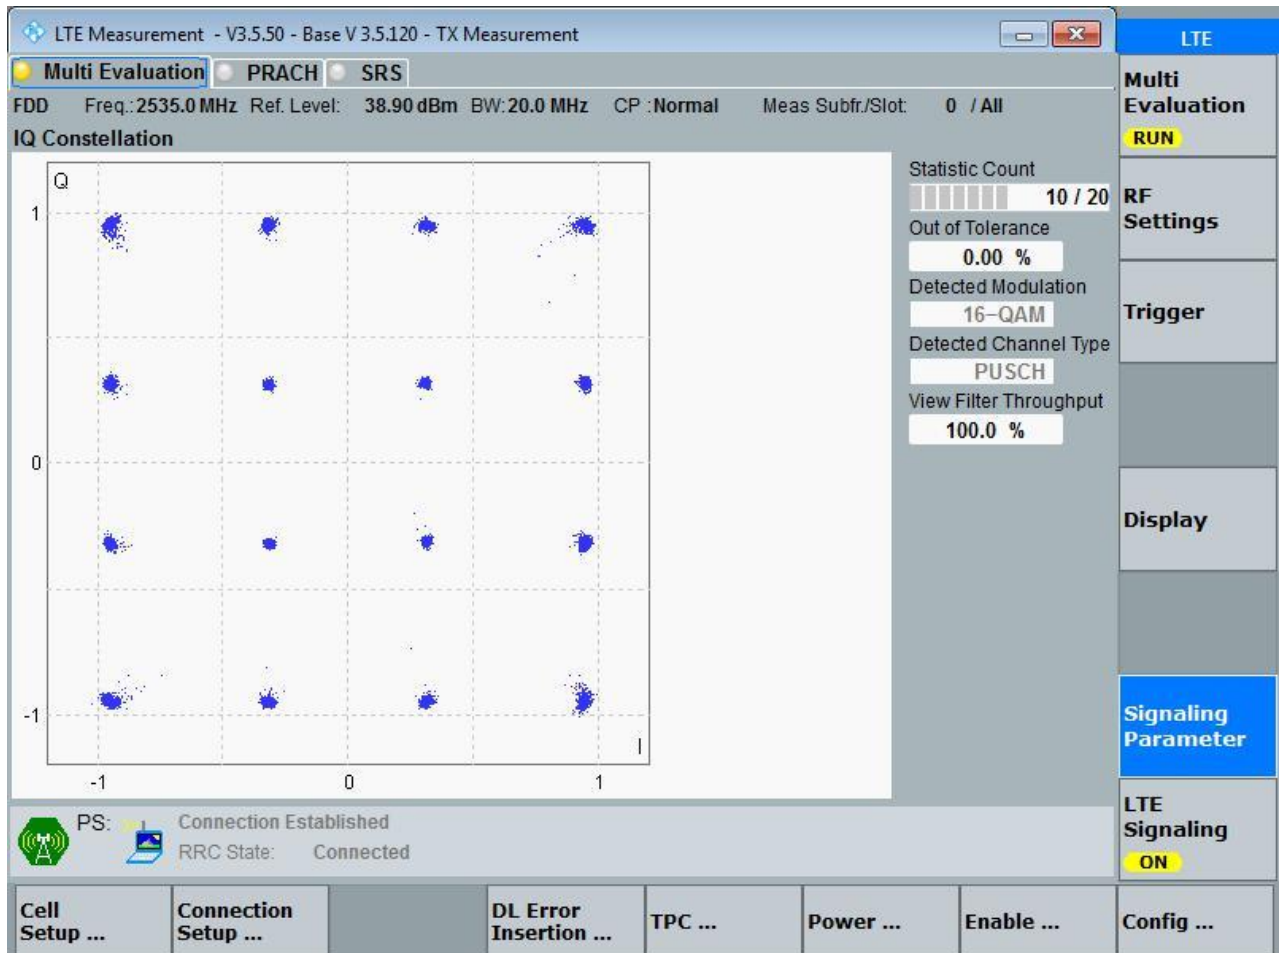 LTE Measurement - V3.5.50 - Base V 3.5.120 - TX Measurement
LTE
Multi Evaluation PRACH SRS
FDD Freq.: 2535.0 MHz Ref. Level: 38.90 dBm BW: 20.0 MHz CP :Normal Meas Subfr./Slot: 0 / All
IQ Constellation
Q
1
0
-1
-1 0 1
I
Statistic Count
10 / 20
Out of Tolerance
0.00 %
Detected Modulation
16-QAM
Detected Channel Type
PUSCH
View Filter Throughput
100.0 %
Multi
Evaluation
RUN
RF
Settings
Trigger
Display
Signaling
Parameter
LTE
Signaling
ON
PS: Connection Established
RRC State: Connected
Cell
Setup ...
Connection
Setup ...
DL Error
Insertion ...
TPC ...
Power ...
Enable ...
Config ...